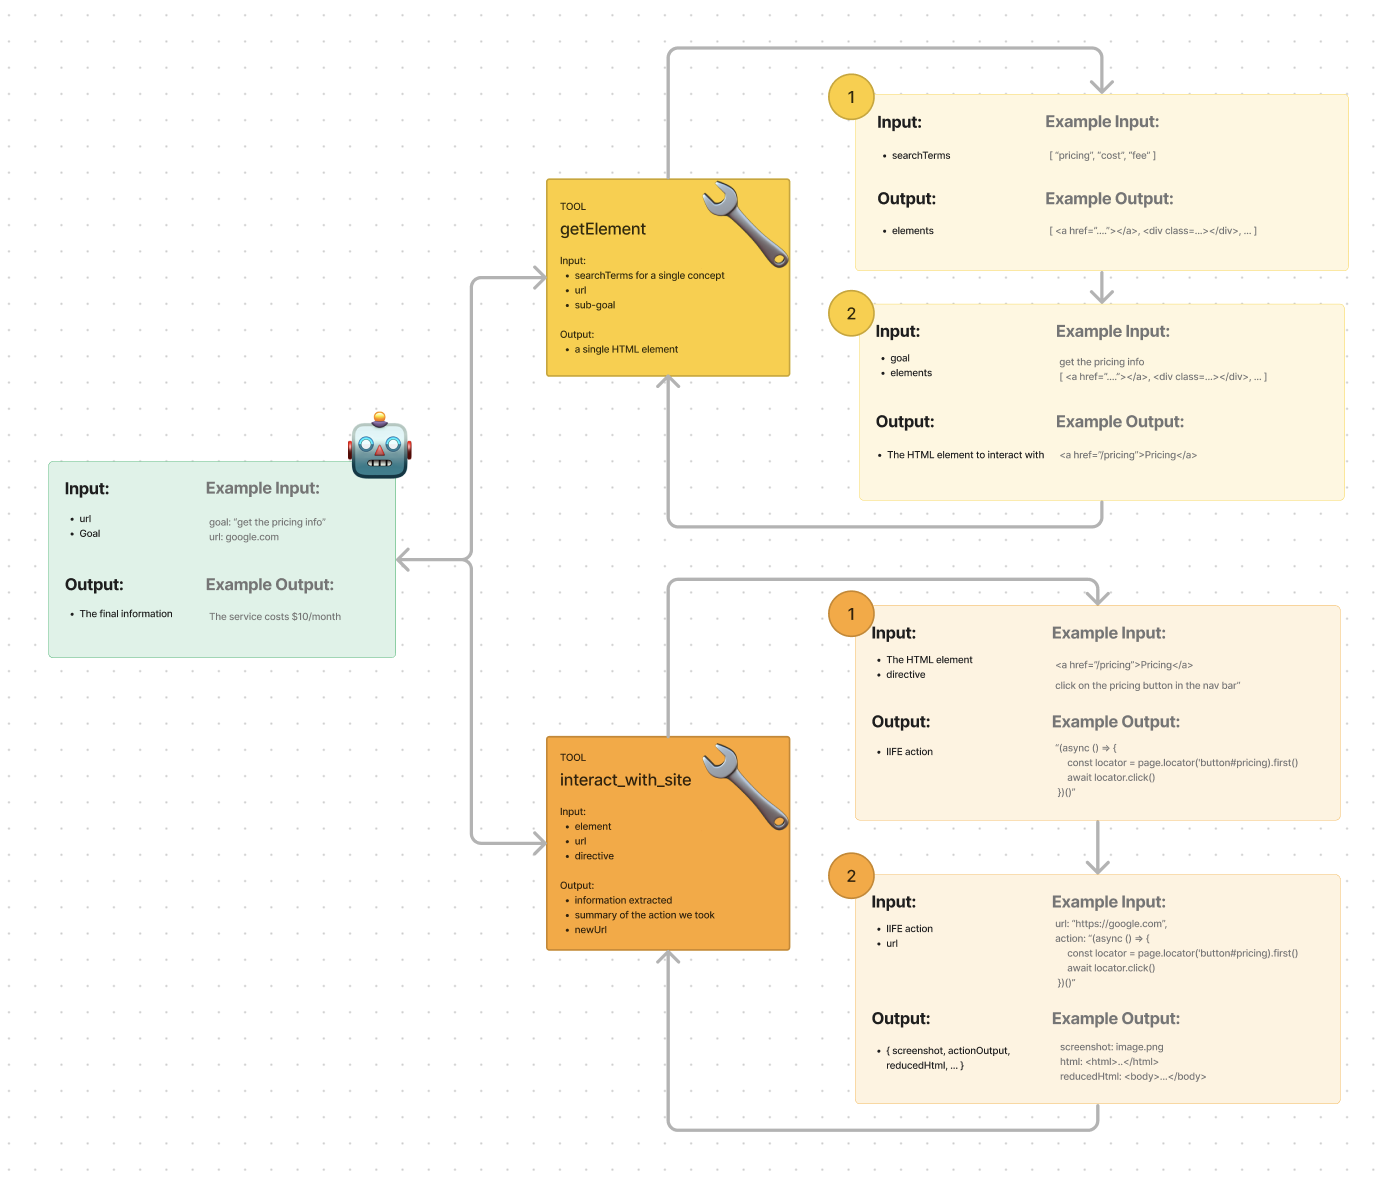 1
Input:
Example Input:
• searchTerms
[ “pricing”, “cost”, “fee” ]
Output:
Example Output:
• elements
[ <a href=”....”></a>, <div class=...></div>, ... ]
TOOL
getElement
Input:
• searchTerms for a single concept
• url
• sub-goal
Output:
• a single HTML element
2
Input:
Example Input:
• goal
• elements
get the pricing info
[ <a href=”....”></a>, <div class=...></div>, ... ]
Output:
Example Output:
• The HTML element to interact with
<a href=”/pricing”>Pricing</a>
Input:
Example Input:
• url
• Goal
goal: “get the pricing info”
url: google.com
Output:
Example Output:
• The final information
The service costs $10/month
1
Input:
Example Input:
• The HTML element
• directive
<a href=”/pricing”>Pricing</a>
click on the pricing button in the nav bar”
Output:
Example Output:
• IIFE action
“(async () => {
const locator = page.locator(‘button#pricing).first()
await locator.click()
})()”
TOOL
interact_with_site
Input:
• element
• url
• directive
Output:
• information extracted
• summary of the action we took
• newUrl
2
Input:
Example Input:
• IIFE action
• url
url: “https://google.com”,
action: “(async () => {
const locator = page.locator(‘button#pricing).first()
await locator.click()
})()”
Output:
Example Output:
• { screenshot, actionOutput,
reducedHtml, ... }
screenshot: image.png
html: <html>..</html>
reducedHtml: <body>...</body>